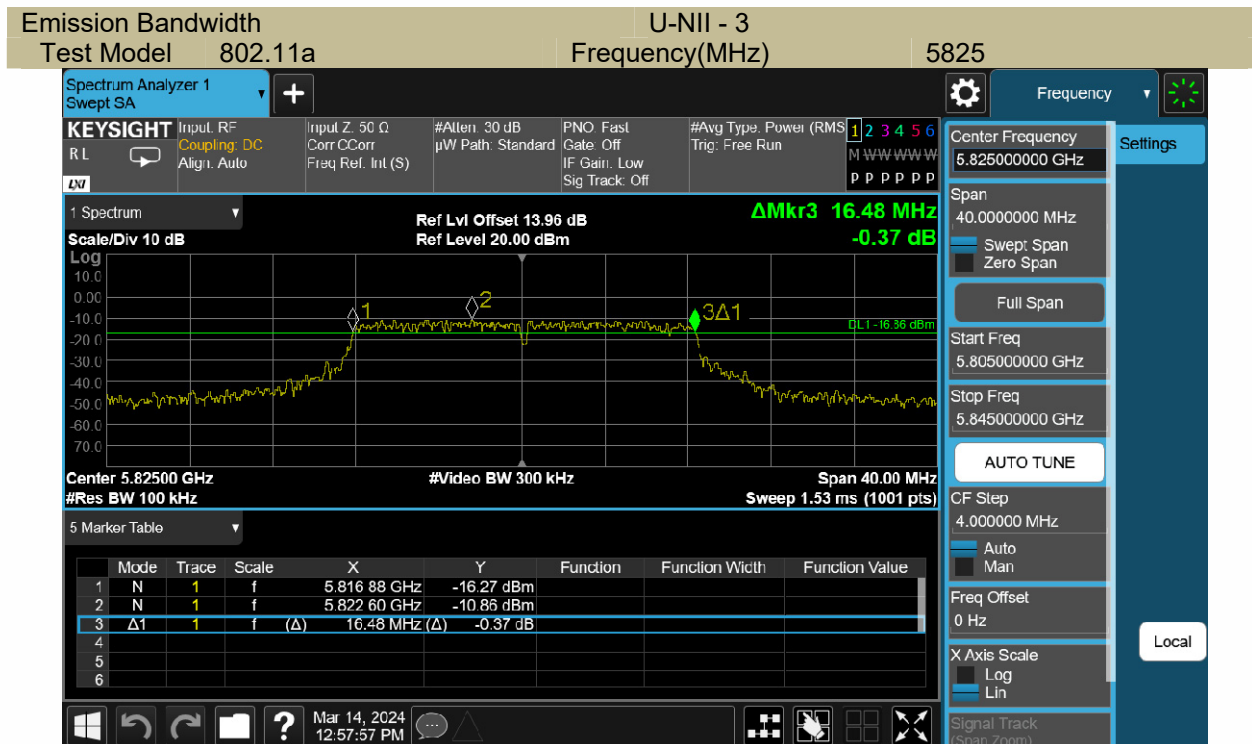 Emission Bandwidth U-NII - 3
Test Model 802.11a Frequency(MHz) 5825
Spectrum Analyzer 1
Swept SA
+
Frequency
KEYSIGHT Input: RF Input Z: 50 Ω #Atten: 30 dB PNO: Fast #Avg Type: Power (RMS 1 2 3 4 5 6
R L Coupling: DC Corr CCorr µW Path: Standard Gate: Off Trig: Free Run M W W W W W
Align: Auto Freq Ref: Int (S) IF Gain: Low
LXI Sig Track: Off P P P P P P
Center Frequency
5.825000000 GHz
Settings
Span
40.0000000 MHz
Swept Span
Zero Span
Full Span
Start Freq
5.805000000 GHz
Stop Freq
5.845000000 GHz
AUTO TUNE
CF Step
4.000000 MHz
Auto
Man
Freq Offset
0 Hz
X Axis Scale
Log
Lin
Signal Track
(Span Zoom)
Local
1 Spectrum Ref Lvl Offset 13.96 dB ΔMkr3 16.48 MHz
Scale/Div 10 dB Ref Level 20.00 dBm -0.37 dB
Log
10.0
0.00
-10.0
-20.0
-30.0
-40.0
-50.0
-60.0
70.0
1
2
3Δ1
DL1 -16.86 dBm
Center 5.82500 GHz #Video BW 300 kHz Span 40.00 MHz
#Res BW 100 kHz Sweep 1.53 ms (1001 pts)
5 Marker Table
Mode Trace Scale X Y Function Function Width Function Value
1 N 1 f 5.816 88 GHz -16.27 dBm
2 N 1 f 5.822 60 GHz -10.86 dBm
3 Δ1 1 f (Δ) 16.48 MHz (Δ) -0.37 dB
4
5
6
? Mar 14, 2024
12:57:57 PM